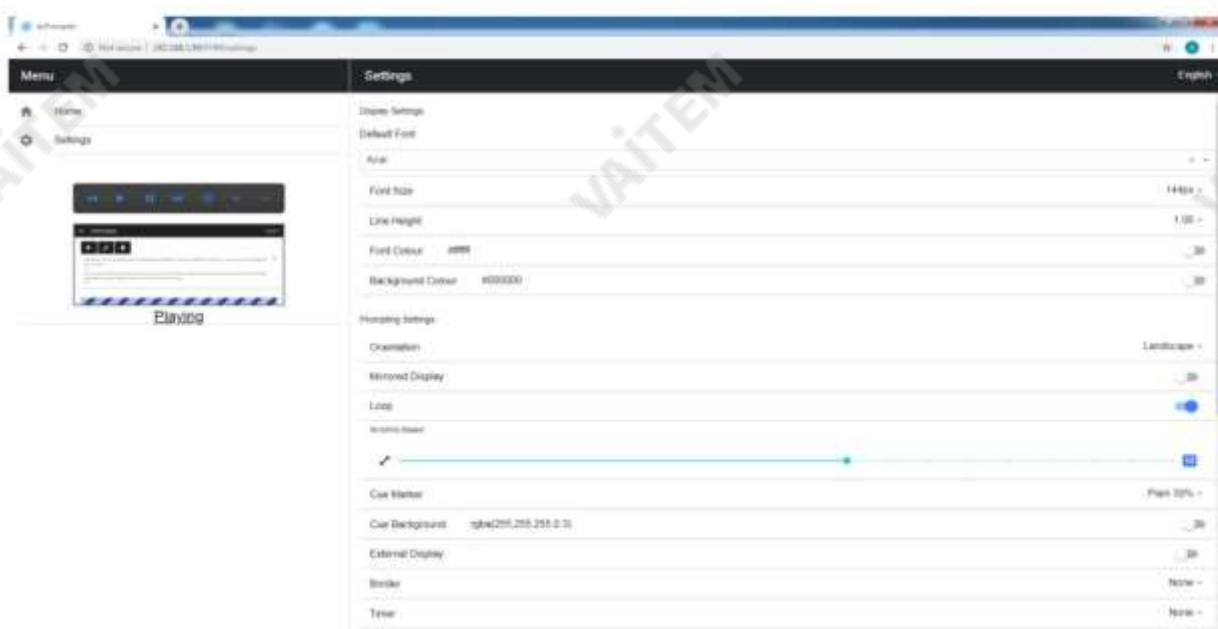 Not secure
Menu
Settings
English
Home
Settings
Display Settings
Default Font
Arial
Font Size
144px
Line Height
1.00
Font Colour
#ffffff
Background Colour
#000000
Playing
Prompting Settings
Orientation
Landscape
Mirrored Display
Loop
Cue Marker
Cue Background
rgba(255,255,255,0.3)
External Display
Border
None
Timer
None
VAiTEM
VAiTEM